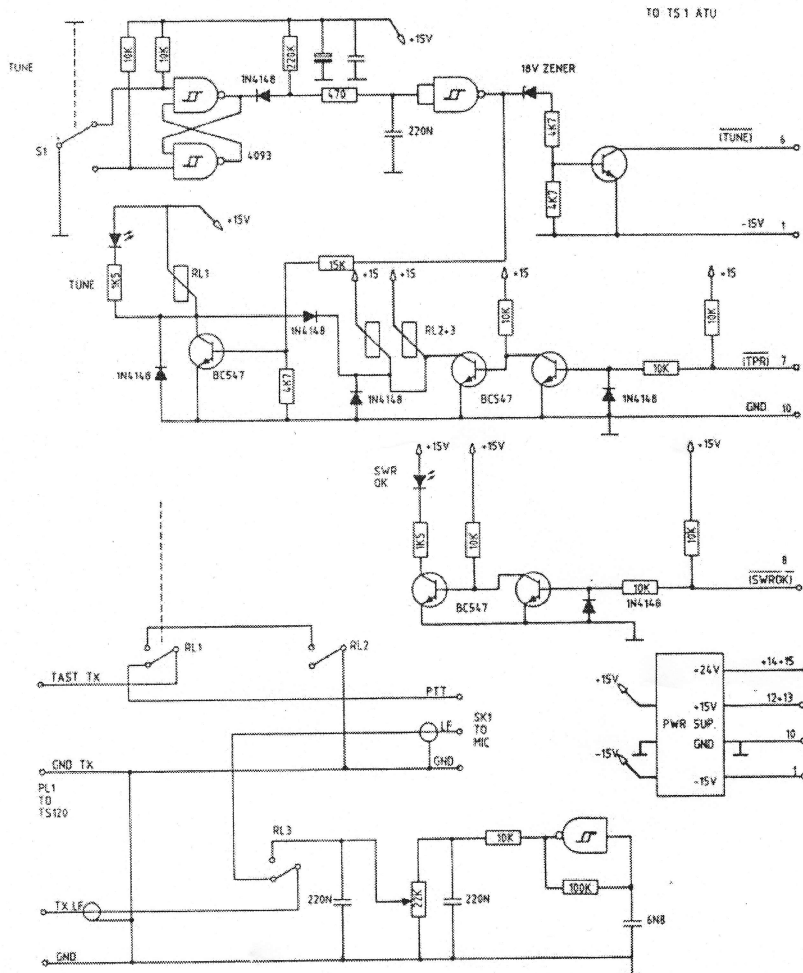 TO TS1 ATU
+15V
10K
10K
220K
TUNE
1N4148
18V ZENER
470
220N
4K7
(TUNE)
6
S1
4093
4K7
-15V
1
+15V
15K
+15
+15
+15
+15
RL1
TUNE
1K5
RL2+3
10K
10K
1N4148
(TPR)
7
1N4148
BC547
4K7
1N4148
BC547
10K
1N4148
GND
10
+15V
+15V
+15V
SWR
OK
1K5
10K
10K
8
(SWROK)
BC547
10K
1N4148
RL1
RL2
TAST TX
PTT
+24V
+14+15
+15V
+15V
12+13
LF
SK1
TO
MIC
PWR SUP.
-15V
GND
10
GND TX
GND
-15V
1
PL1
TO
TS120
RL3
10K
220N
22K
220N
100K
TX LF
6N8
GND